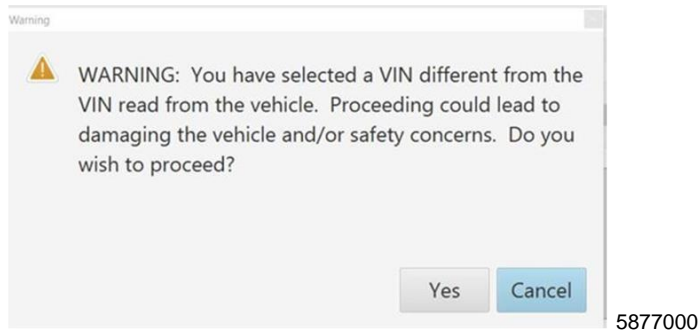 Warning
WARNING: You have selected a VIN different from the
VIN read from the vehicle. Proceeding could lead to
damaging the vehicle and/or safety concerns. Do you
wish to proceed?
Yes
Cancel
5877000